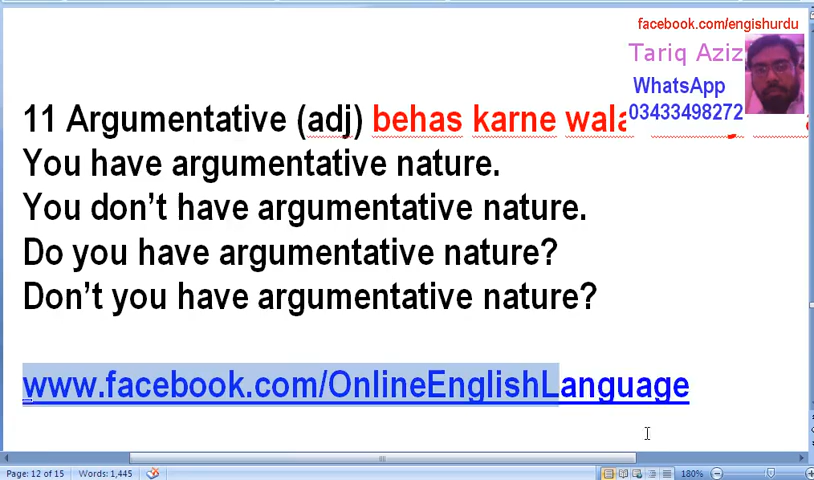 facebook.com/engishurdu
Tariq Aziz
WhatsApp
03433498272
11 Argumentative (adj) behas karne wala
You have argumentative nature.
You don’t have argumentative nature.
Do you have argumentative nature?
Don’t you have argumentative nature?
www.facebook.com/OnlineEnglishLanguage
Page: 12 of 15 Words: 1,445 180%